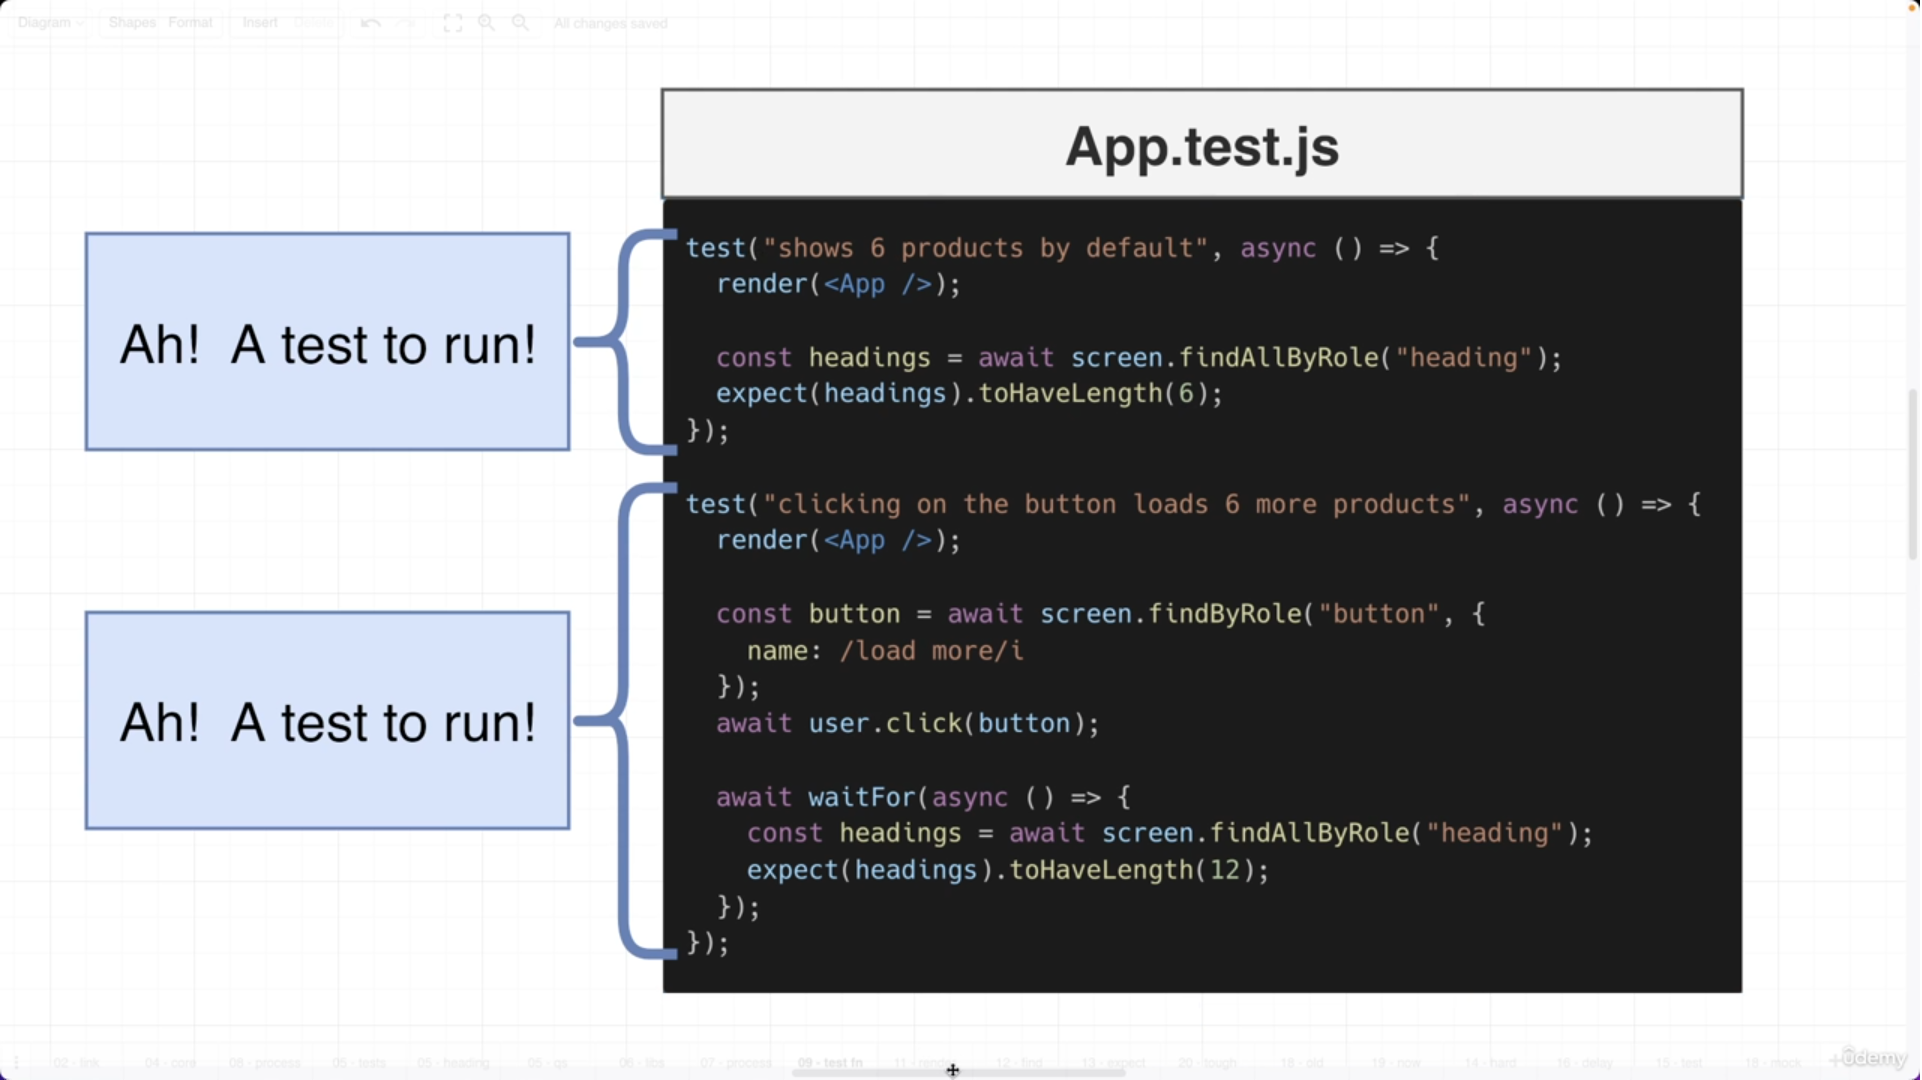 Diagram
Shapes Format
Insert Delete
All changes saved
App.test.js
Ah! A test to run!
test("shows 6 products by default", async () => {
render(<App />);
const headings = await screen.findAllByRole("heading");
expect(headings).toHaveLength(6);
});
Ah! A test to run!
test("clicking on the button loads 6 more products", async () => {
render(<App />);
const button = await screen.findByRole("button", {
name: /load more/i
});
await user.click(button);
await waitFor(async () => {
const headings = await screen.findAllByRole("heading");
expect(headings).toHaveLength(12);
});
});
02 - link 04 - core 08 - process 05 - tests 05 - heading 05 - qs 06 - libs 07 - process 09 - test fn 11 - render 12 - find 13 - expect 20 - tough 18 - old 19 - now 14 - hard 16 - delay 15 - test 18 - mock
ûdemy